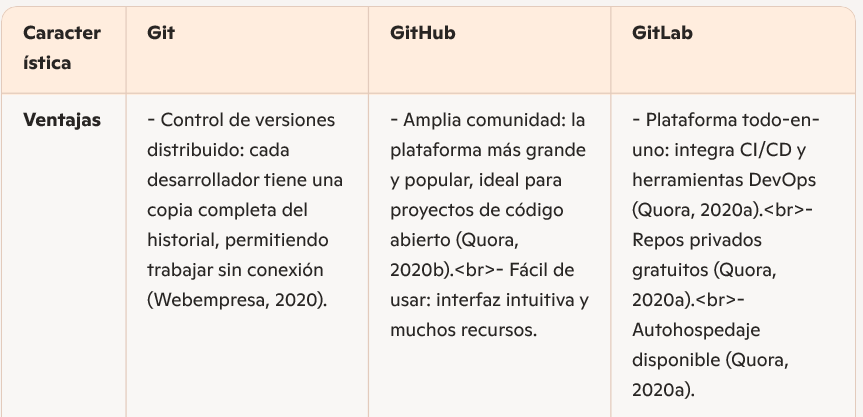 Caracter
ística
Git
GitHub
GitLab
Ventajas
- Control de versiones
distribuido: cada
desarrollador tiene una
copia completa del
historial, permitiendo
trabajar sin conexión
(Webempresa, 2020).
- Amplia comunidad: la
plataforma más grande
y popular, ideal para
proyectos de código
abierto (Quora,
2020b).<br>- Fácil de
usar: interfaz intuitiva y
muchos recursos.
- Plataforma todo-en-
uno: integra CI/CD y
herramientas DevOps
(Quora, 2020a).<br>-
Repos privados
gratuitos (Quora,
2020a).<br>-
Autohospedaje
disponible (Quora,
2020a).